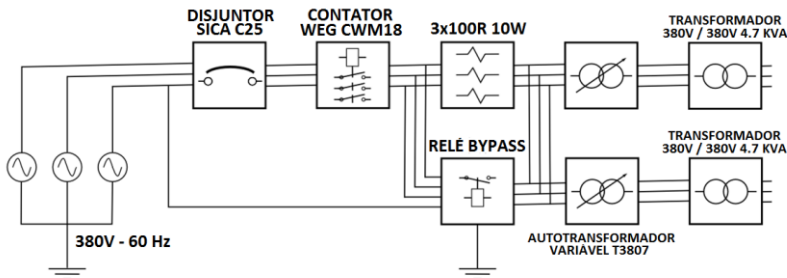 DISJUNTOR
SICA C25
CONTATOR
WEG CWM18
3x100R 10W
TRANSFORMADOR
380V / 380V 4.7 KVA
RELÉ BYPASS
TRANSFORMADOR
380V / 380V 4.7 KVA
380V - 60 Hz
AUTOTRANSFORMADOR
VARIÁVEL T3807